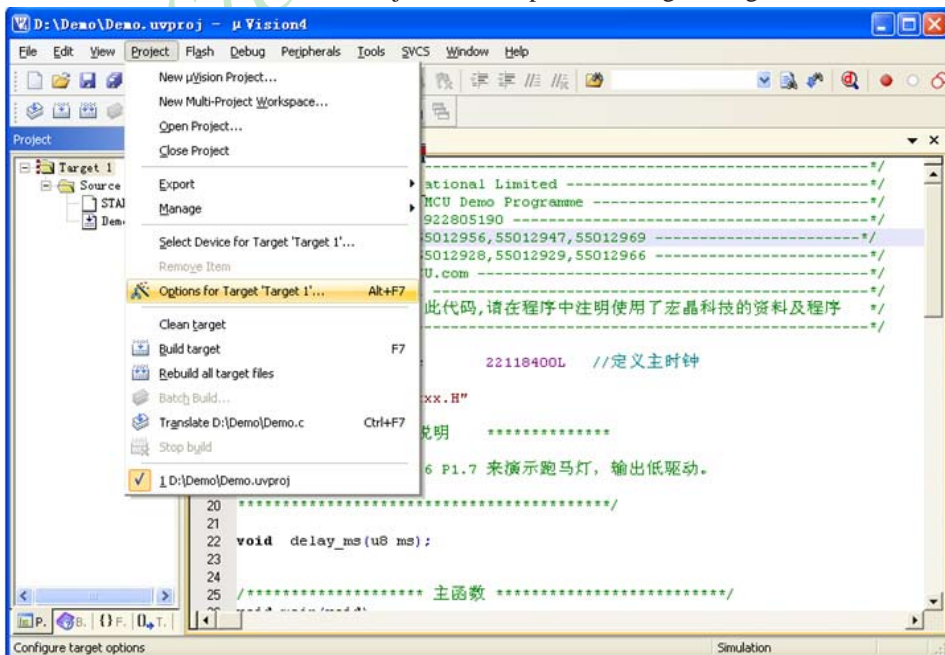 D:\Demo\Demo.uvproj - µVision4
File Edit View Project Flash Debug Peripherals Tools SVCS Window Help
New µVision Project...
New Multi-Project Workspace...
Open Project...
Close Project
Export
Manage
Select Device for Target 'Target 1'...
Remove Item
Options for Target 'Target 1'... Alt+F7
Clean target
Build target F7
Rebuild all target files
Batch Build...
Translate D:\Demo\Demo.c Ctrl+F7
Stop build
1 D:\Demo\Demo.uvproj
Project
Target 1
Source
STA
Demo
--------------------------------------------*/
ational Limited ---------------------------*/
MCU Demo Programme ------------------------*/
922805190 ---------------------------------*/
55012956,55012947,55012969 ------------------*/
55012928,55012929,55012966 -----------------*/
U.com -------------------------------------*/
--------------------------------------------*/
此代码,请在程序中注明使用了宏晶科技的资料及程序 */
--------------------------------------------*/
22118400L //定义主时钟
xx.H"
说明 **************
6 P1.7 来演示跑马灯, 输出低驱动。
20 ******************************************/
21
22 void delay_ms(u8 ms);
23
24
25 /******************** 主函数 **************************/
P. B. {} F. 0 T.
Configure target options
Simulation